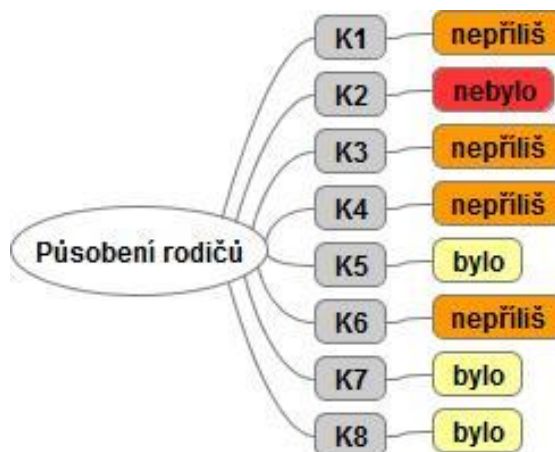 Působení rodičů
K1 nepříliš
K2 nebylo
K3 nepříliš
K4 nepříliš
K5 bylo
K6 nepříliš
K7 bylo
K8 bylo